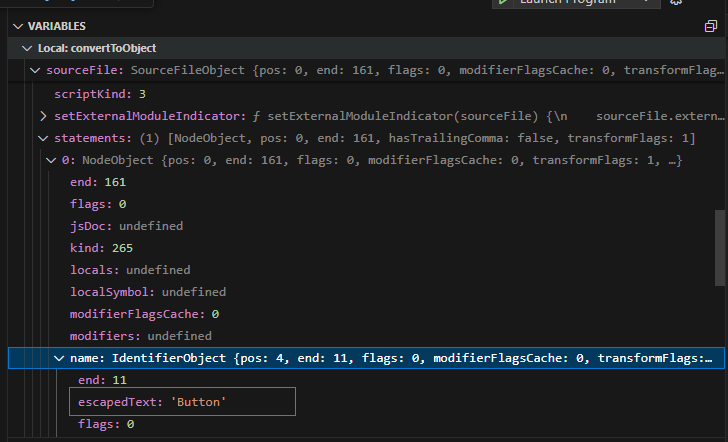 Launch Program
VARIABLES
Local: convertToObject
sourceFile: SourceFileObject {pos: 0, end: 161, flags: 0, modifierFlagsCache: 0, transformFlag…
scriptKind: 3
setExternalModuleIndicator: ƒ setExternalModuleIndicator(sourceFile) {\n    sourceFile.extern…
statements: (1) [NodeObject, pos: 0, end: 161, hasTrailingComma: false, transformFlags: 1]
0: NodeObject {pos: 0, end: 161, flags: 0, modifierFlagsCache: 0, transformFlags: 1, …}
end: 161
flags: 0
jsDoc: undefined
kind: 265
locals: undefined
localSymbol: undefined
modifierFlagsCache: 0
modifiers: undefined
name: IdentifierObject {pos: 4, end: 11, flags: 0, modifierFlagsCache: 0, transformFlags:…
end: 11
escapedText: 'Button'
flags: 0